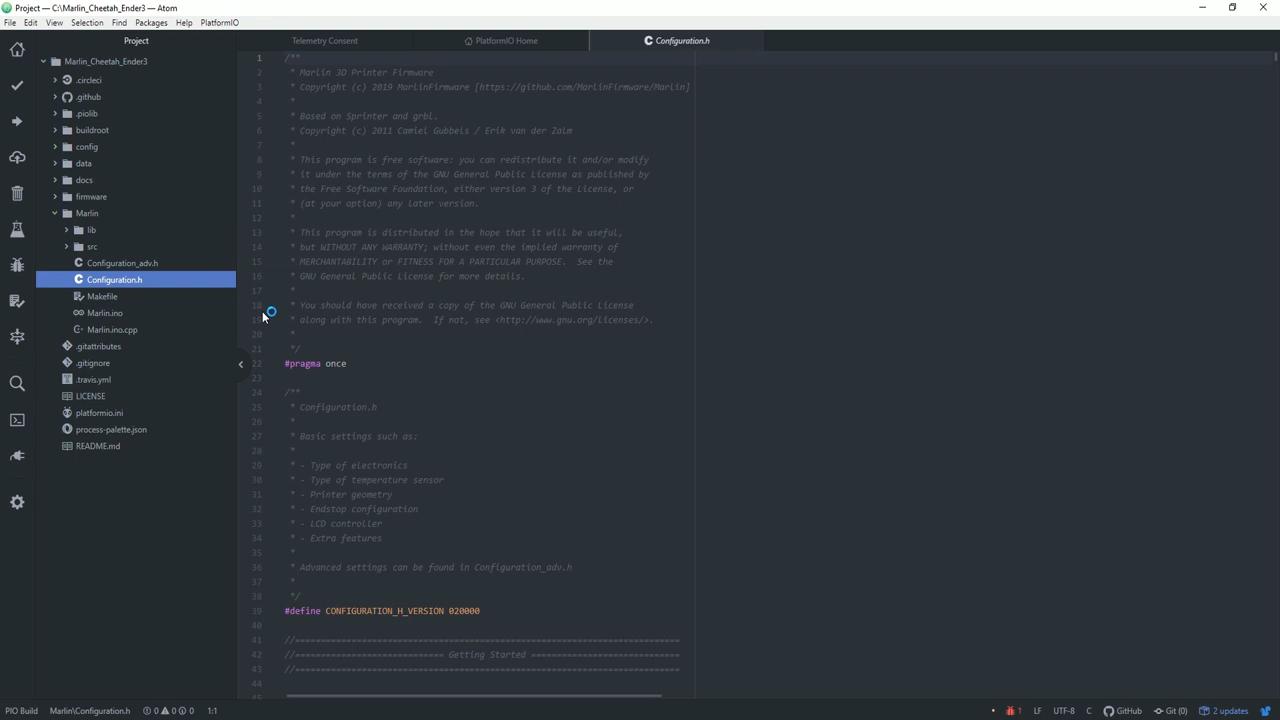 Project — C:\Marlin_Cheetah_Ender3 — Atom
File Edit View Selection Find Packages Help PlatformIO
Project
Telemetry Consent
PlatformIO Home
Configuration.h
Marlin_Cheetah_Ender3
.circleci
.github
.piolib
buildroot
config
data
docs
firmware
Marlin
lib
src
Configuration_adv.h
Configuration.h
Makefile
Marlin.ino
Marlin.ino.cpp
.gitattributes
.gitignore
.travis.yml
LICENSE
platformio.ini
process-palette.json
README.md
1 /**
2 * Marlin 3D Printer Firmware
3 * Copyright (c) 2019 MarlinFirmware [https://github.com/MarlinFirmware/Marlin]
4 *
5 * Based on Sprinter and grbl.
6 * Copyright (c) 2011 Camiel Gubbels / Erik van der Zalm
7 *
8 * This program is free software: you can redistribute it and/or modify
9 * it under the terms of the GNU General Public License as published by
10 * the Free Software Foundation, either version 3 of the License, or
11 * (at your option) any later version.
12 *
13 * This program is distributed in the hope that it will be useful,
14 * but WITHOUT ANY WARRANTY; without even the implied warranty of
15 * MERCHANTABILITY or FITNESS FOR A PARTICULAR PURPOSE. See the
16 * GNU General Public License for more details.
17 *
18 * You should have received a copy of the GNU General Public License
19 * along with this program. If not, see <http://www.gnu.org/licenses/>.
20 *
21 */
22 #pragma once
23
24 /**
25 * Configuration.h
26 *
27 * Basic settings such as:
28 *
29 * - Type of electronics
30 * - Type of temperature sensor
31 * - Printer geometry
32 * - Endstop configuration
33 * - LCD controller
34 * - Extra features
35 *
36 * Advanced settings can be found in Configuration_adv.h
37 *
38 */
39 #define CONFIGURATION_H_VERSION 020000
40
41 //===========================================================================
42 //============================= Getting Started =============================
43 //===========================================================================
44
45
PIO Build Marlin\Configuration.h 0 0 0 1:1 1 LF UTF-8 C GitHub Git (0) 2 updates